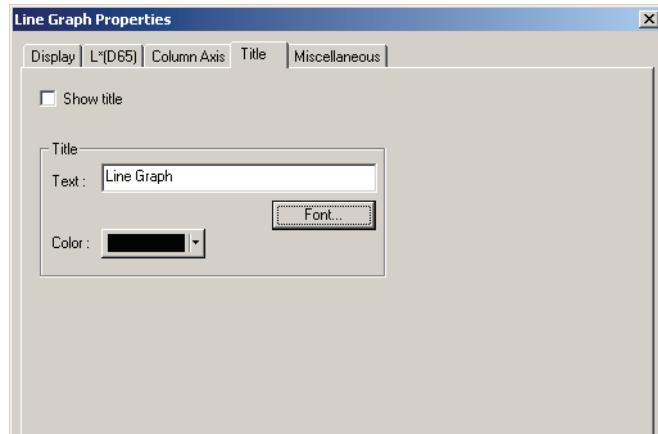 Line Graph Properties
Display L*(D65) Column Axis Title Miscellaneous
Show title
Title
Text : Line Graph
Font...
Color :